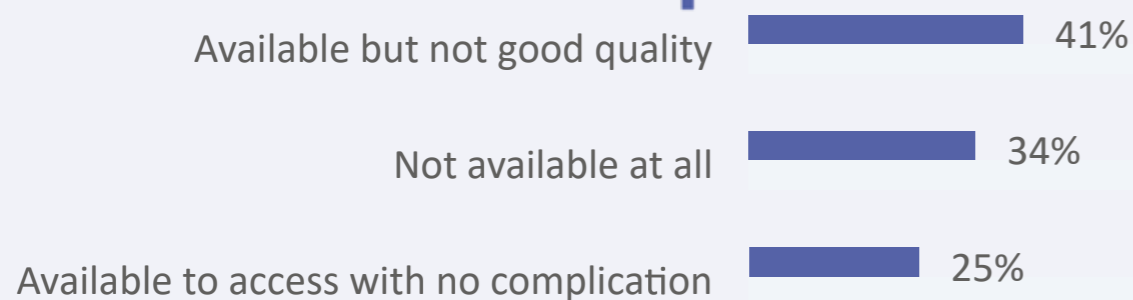 Available but not good quality 41%
Not available at all 34%
Available to access with no complication 25%